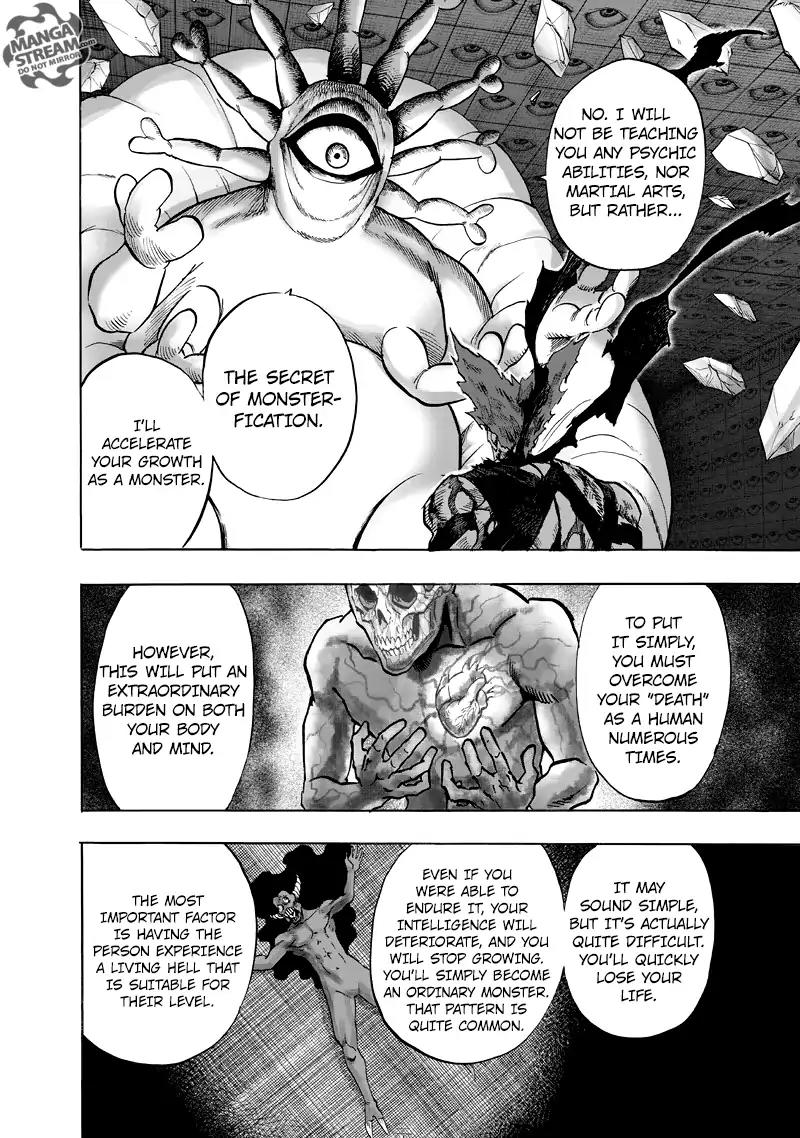 MANGA
STREAM.com
DO NOT MIRROR!
NO. I WILL
NOT BE TEACHING
YOU ANY PSYCHIC
ABILITIES, NOR
MARTIAL ARTS,
BUT RATHER...
THE SECRET
OF MONSTER-
FICATION.
I'LL
ACCELERATE
YOUR GROWTH
AS A MONSTER.
TO PUT
IT SIMPLY,
YOU MUST
OVERCOME
YOUR "DEATH"
AS A HUMAN
NUMEROUS
TIMES.
HOWEVER,
THIS WILL PUT AN
EXTRAORDINARY
BURDEN ON BOTH
YOUR BODY
AND MIND.
IT MAY
SOUND SIMPLE,
BUT IT'S ACTUALLY
QUITE DIFFICULT.
YOU'LL QUICKLY
LOSE YOUR
LIFE.
EVEN IF YOU
WERE ABLE TO
ENDURE IT, YOUR
INTELLIGENCE WILL
DETERIORATE, AND YOU
WILL STOP GROWING.
YOU'LL SIMPLY BECOME
AN ORDINARY MONSTER.
THAT PATTERN IS
QUITE COMMON.
THE MOST
IMPORTANT FACTOR
IS HAVING THE
PERSON EXPERIENCE
A LIVING HELL THAT
IS SUITABLE FOR
THEIR LEVEL.